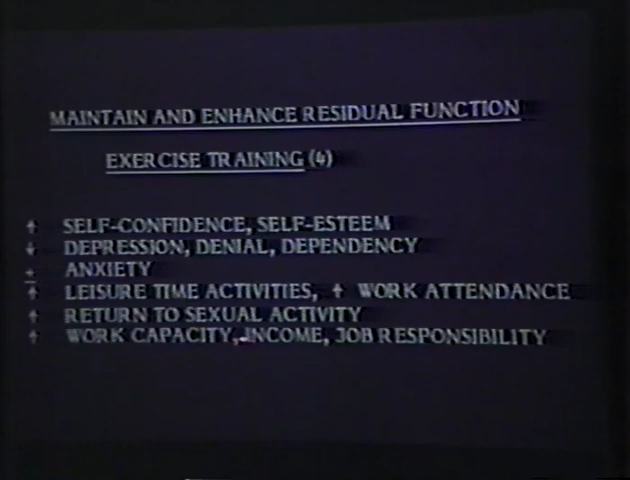 MAINTAIN AND ENHANCE RESIDUAL FUNCTION
EXERCISE TRAINING (4)
↑ SELF-CONFIDENCE, SELF-ESTEEM
↓ DEPRESSION, DENIAL, DEPENDENCY
± ANXIETY
↑ LEISURE TIME ACTIVITIES, ↑ WORK ATTENDANCE
↑ RETURN TO SEXUAL ACTIVITY
↑ WORK CAPACITY, INCOME, JOB RESPONSIBILITY